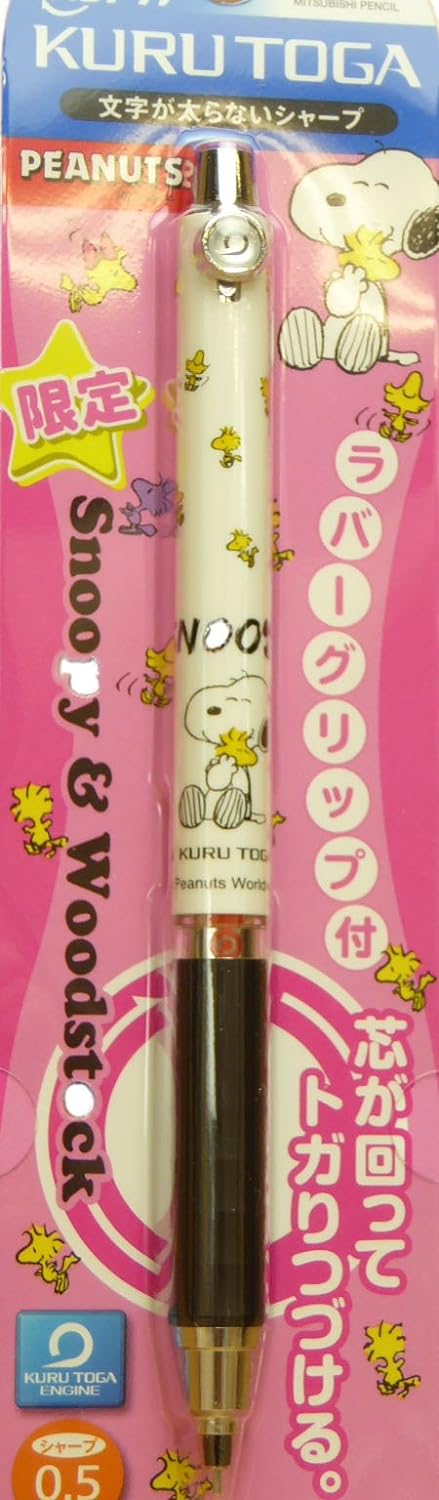 MITSUBISHI PENCIL
KURU TOGA
文字が太らないシャープ
PEANUTS
限定
Snoopy & Woodstock
ラバーグリップ付
NOO
KURU TOGA
Peanuts World
芯が回って
トガりつづける。
KURU TOGA
ENGINE
シャープ
0.5